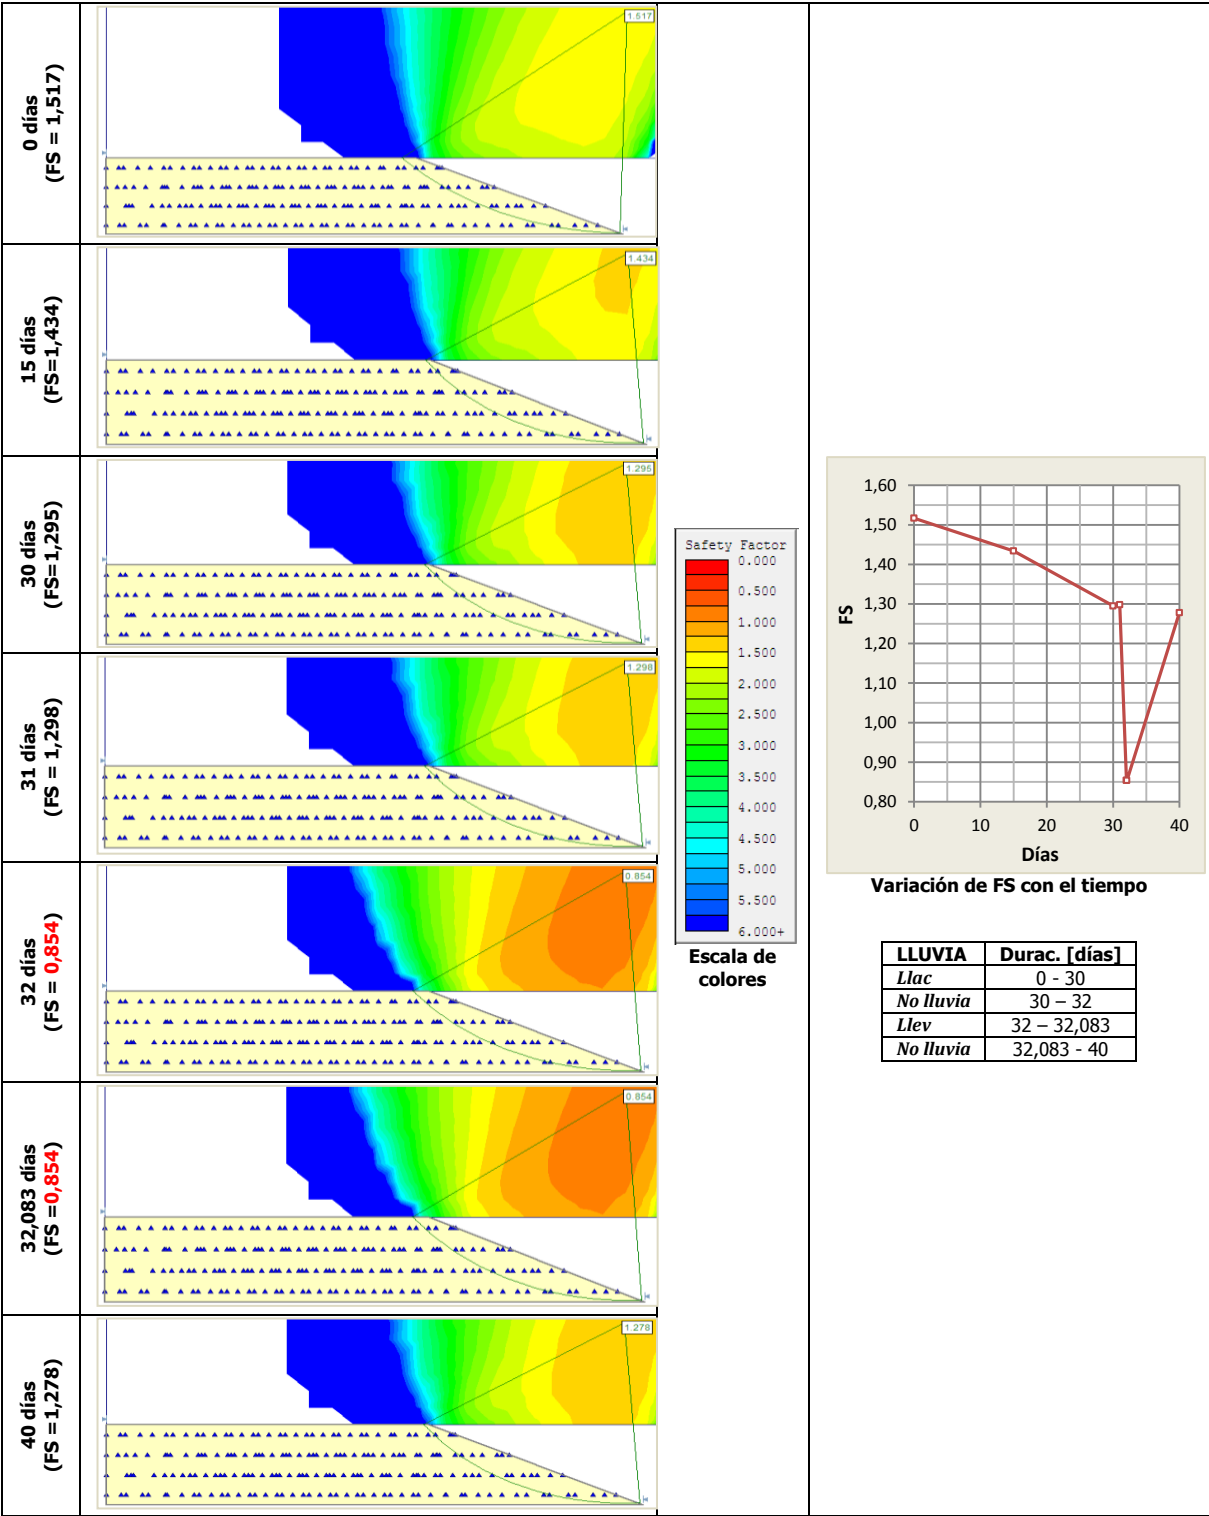 0 días
(FS = 1,517)
1.517
15 días
(FS=1,434)
1.434
30 días
(FS=1,295)
1.295
31 días
(FS = 1,298)
1.298
32 días
(FS = 0,854)
0.854
32,083 días
(FS =0,854)
0.854
40 días
(FS =1,278)
1.278
Safety Factor
0.000
0.500
1.000
1.500
2.000
2.500
3.000
3.500
4.000
4.500
5.000
5.500
6.000+
Escala de
colores
1,60
1,50
1,40
1,30
1,20
1,10
1,00
0,90
0,80
FS
0 10 20 30 40
Días
Variación de FS con el tiempo
LLUVIA Durac. [días]
Llac 0 - 30
No lluvia 30 – 32
Llev 32 – 32,083
No lluvia 32,083 - 40